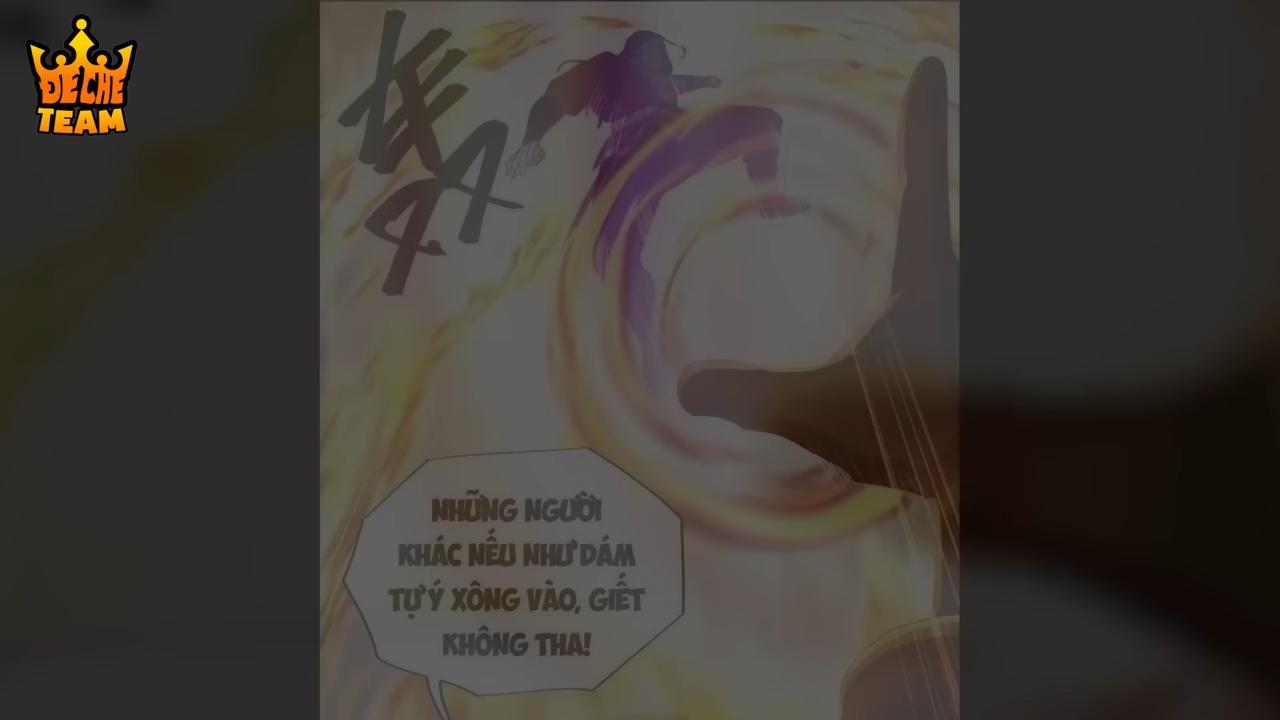 ĐẾ CHẾ
TEAM
NHỮNG NGƯỜI
KHÁC NẾU NHƯ DÁM
TỰ Ý XÔNG VÀO, GIẾT
KHÔNG THA!